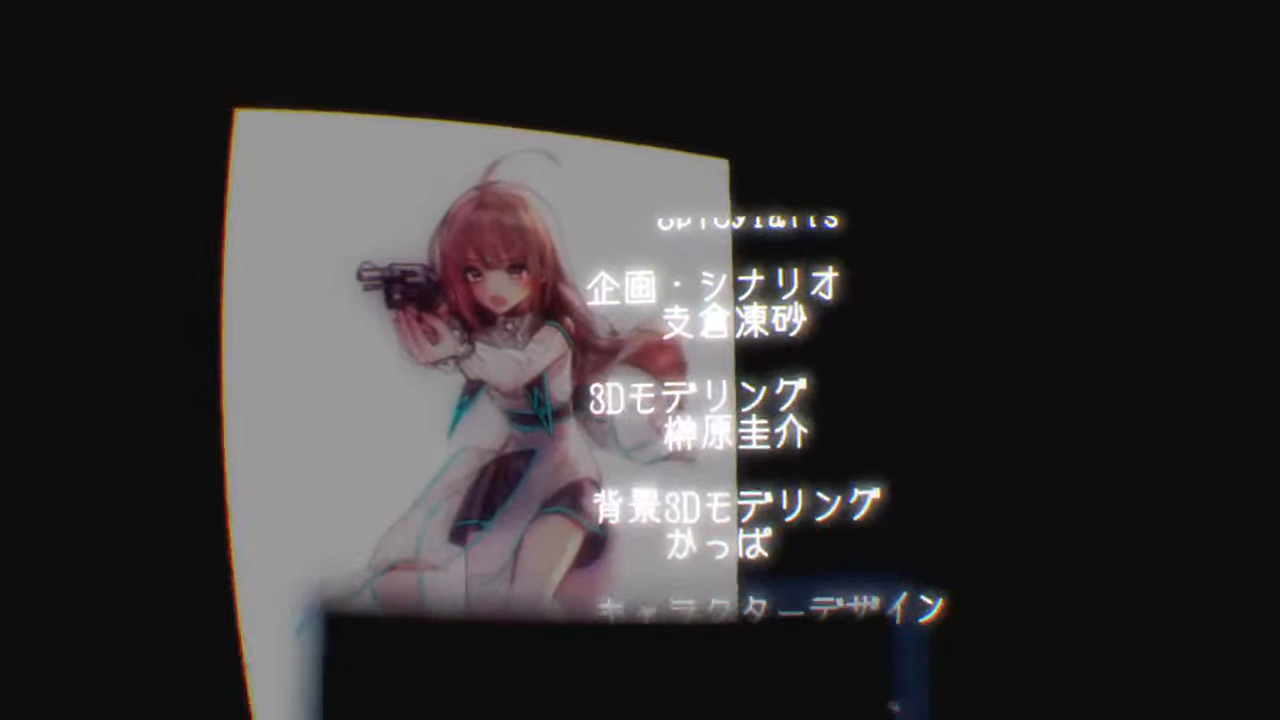 企画・シナリオ
支倉凍砂
3Dモデリング
榊原圭介
背景3Dモデリング
かっぱ
キャラクターデザイン